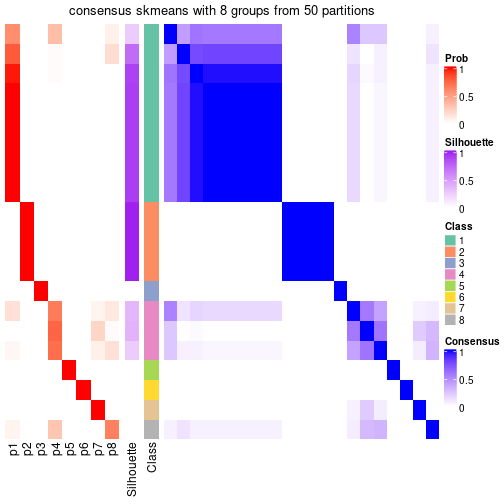 consensus skmeans with 8 groups from 50 partitions
Prob
1
0.5
0
Silhouette
1
0.5
0
Class
1
2
3
4
5
6
7
8
Consensus
1
0.5
0
p1
p2
p3
p4
p5
p6
p7
p8
Silhouette
Class